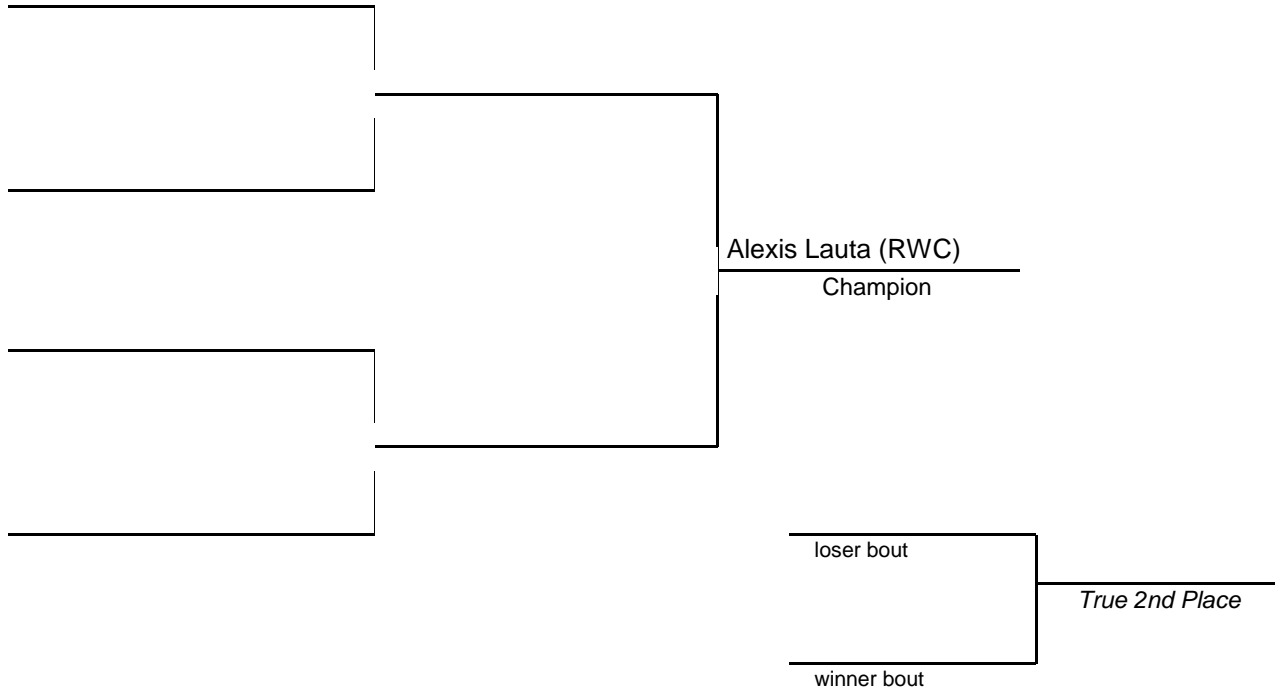 Alexis Lauta (RWC)
Champion
loser bout
True 2nd Place
winner bout